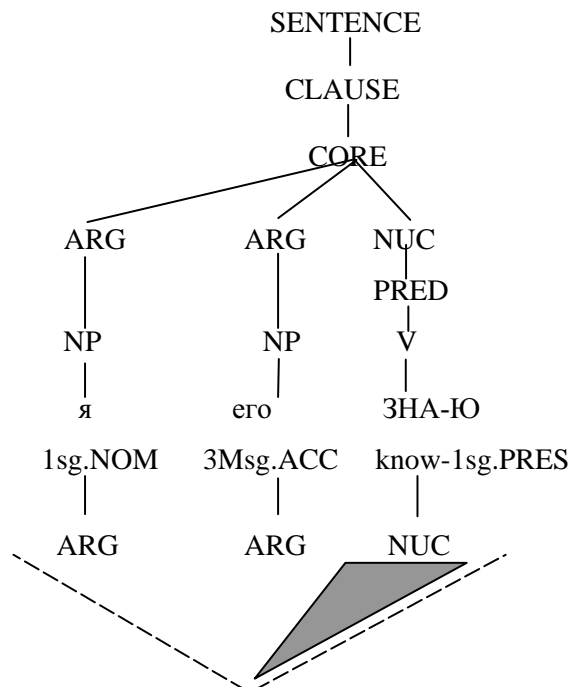 SENTENCE
CLAUSE
CORE
ARG ARG NUC
PRED
NP NP V
я его ЗНА-Ю
1sg.NOM 3Msg.ACC know-1sg.PRES
ARG ARG NUC